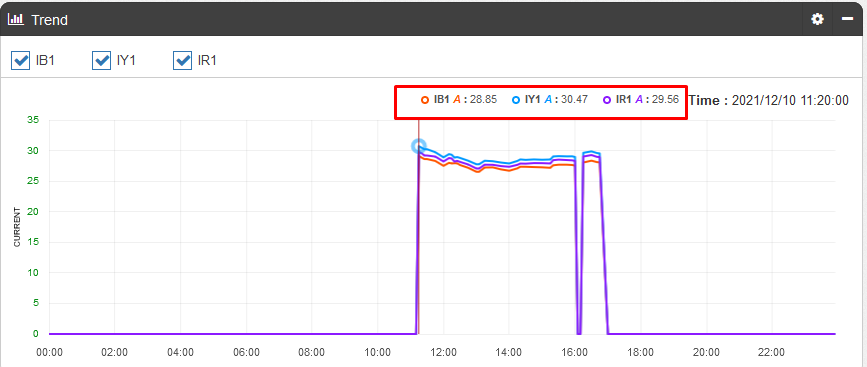 Trend
IB1 IY1 IR1
IB1 A : 28.85 IY1 A : 30.47 IR1 A : 29.56 Time : 2021/12/10 11:20:00
35
30
25
20
15
10
5
0
CURRENT
00:00 02:00 04:00 06:00 08:00 10:00 12:00 14:00 16:00 18:00 20:00 22:00